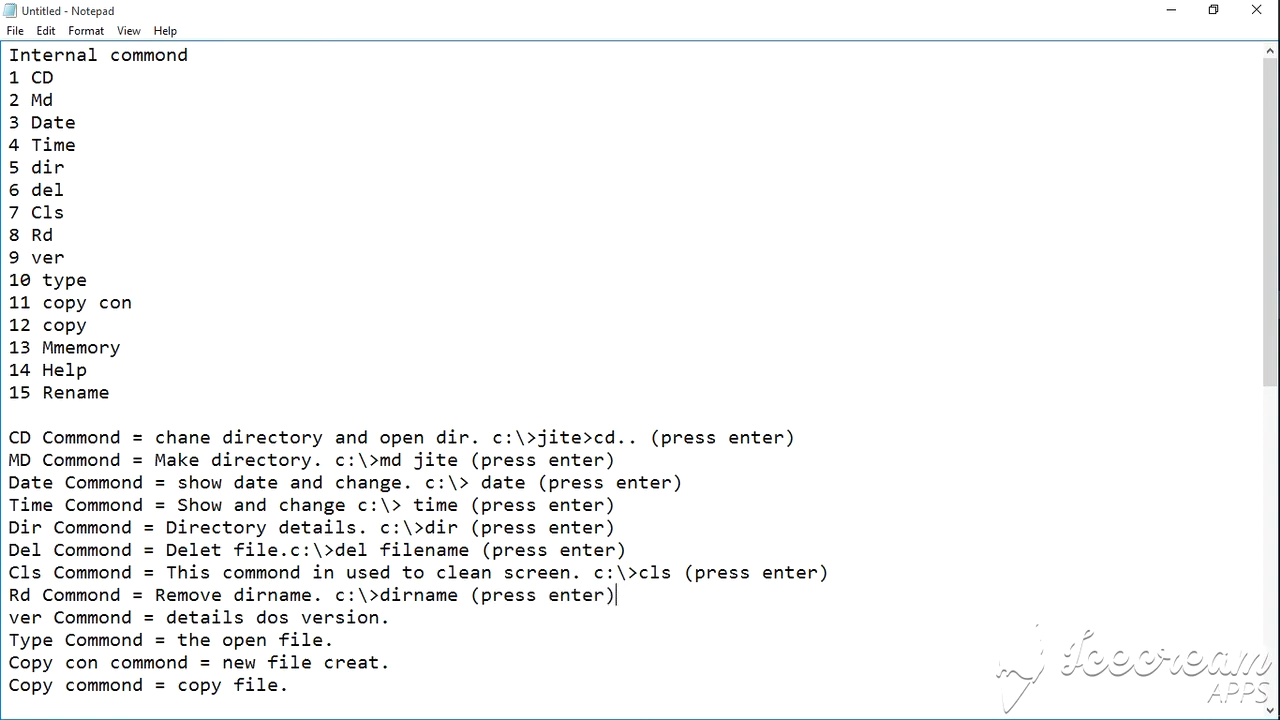 Untitled - Notepad
File Edit Format View Help
Internal commond
1 CD
2 Md
3 Date
4 Time
5 dir
6 del
7 Cls
8 Rd
9 ver
10 type
11 copy con
12 copy
13 Mmemory
14 Help
15 Rename
CD Commond = chane directory and open dir. c:\>jite>cd.. (press enter)
MD Commond = Make directory. c:\>md jite (press enter)
Date Commond = show date and change. c:\> date (press enter)
Time Commond = Show and change c:\> time (press enter)
Dir Commond = Directory details. c:\>dir (press enter)
Del Commond = Delet file.c:\>del filename (press enter)
Cls Commond = This commond in used to clean screen. c:\>cls (press enter)
Rd Commond = Remove dirname. c:\>dirname (press enter)
ver Commond = details dos version.
Type Commond = the open file.
Copy con commond = new file creat.
Copy commond = copy file.
Icecream
APPS